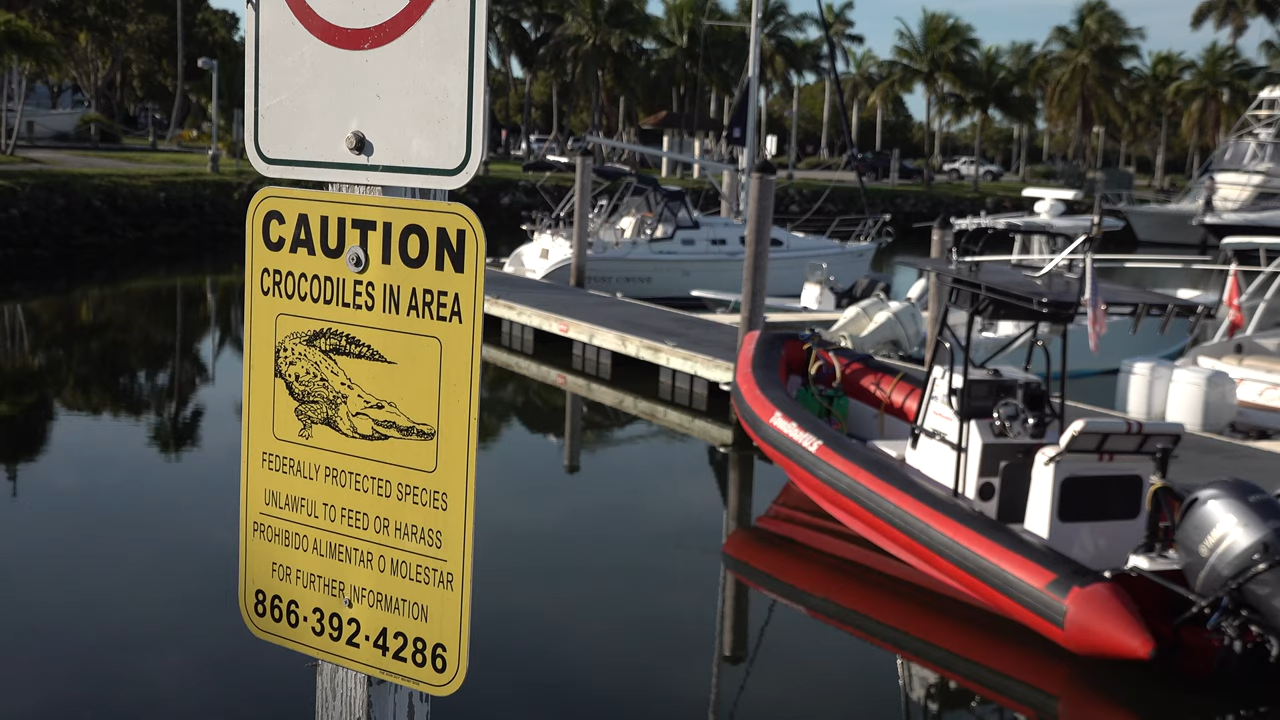 CAUTION
CROCODILES IN AREA
FEDERALLY PROTECTED SPECIES
UNLAWFUL TO FEED OR HARASS
PROHIBIDO ALIMENTAR O MOLESTAR
FOR FURTHER INFORMATION
866·392·4286
YAMAHA